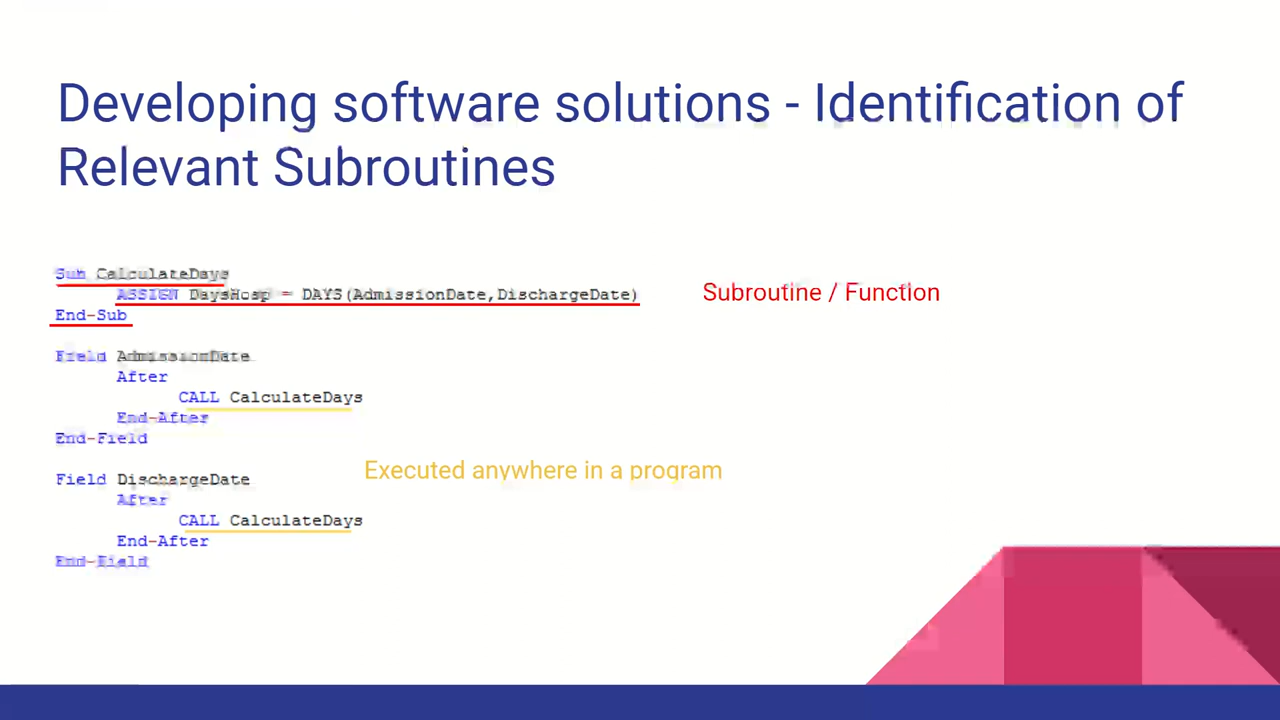 Developing software solutions - Identification of
Relevant Subroutines
Sub CalculateDays
ASSIGN DaysHosp = DAYS(AdmissionDate,DischargeDate)
End-Sub
Subroutine / Function
Field AdmissionDate
After
CALL CalculateDays
End-After
End-Field
Executed anywhere in a program
Field DischargeDate
After
CALL CalculateDays
End-After
End-Field